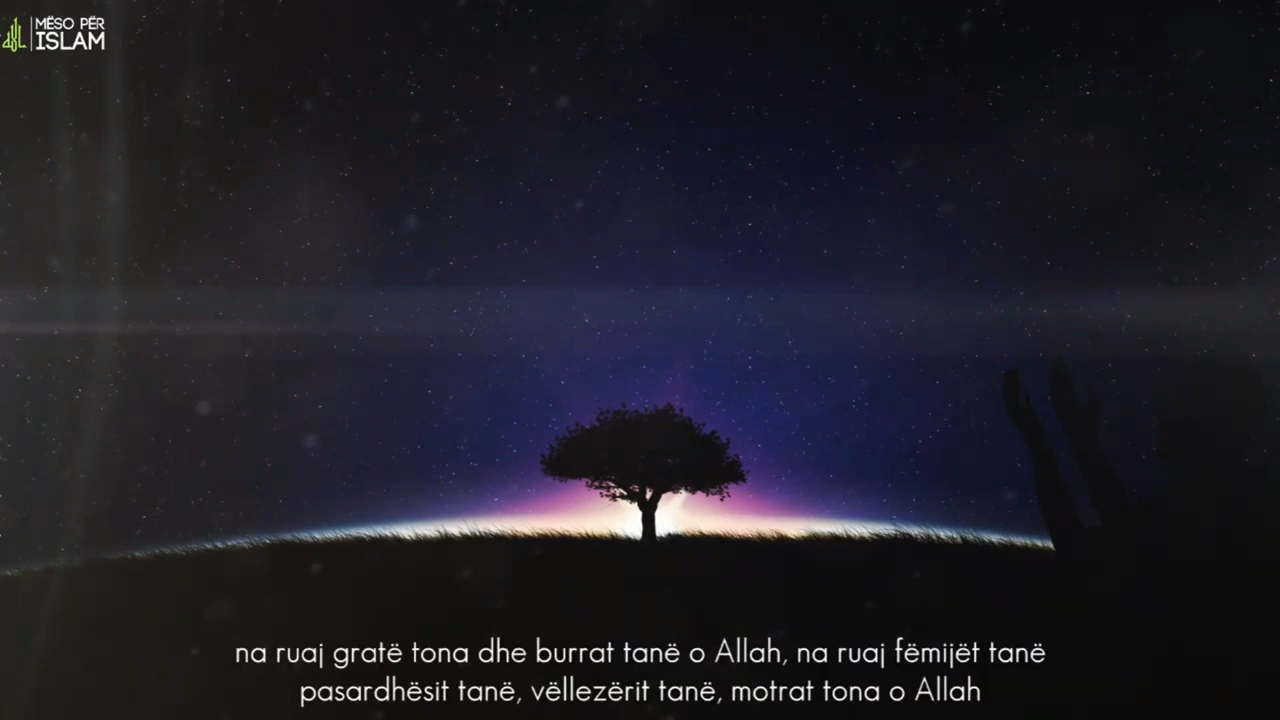 MËSO PËR
ISLAM
na ruaj gratë tona dhe burrat tanë o Allah, na ruaj fëmijët tanë
pasardhësit tanë, vëllezërit tanë, motrat tona o Allah